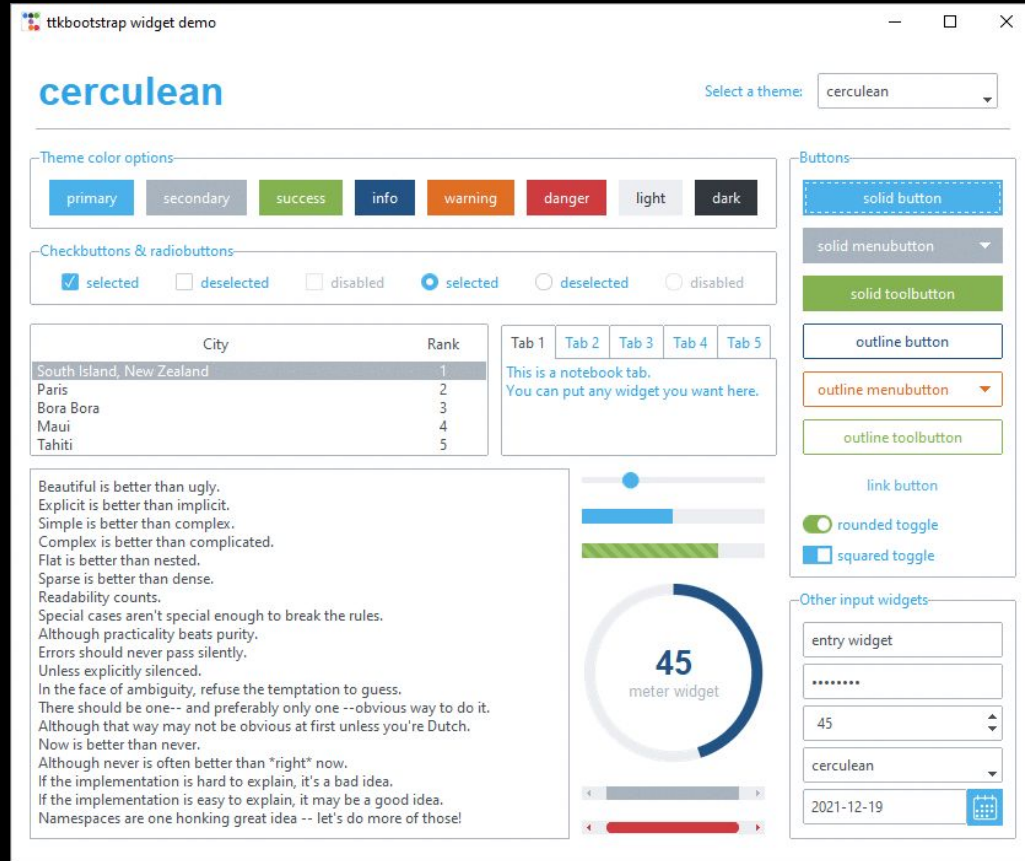 ttkbootstrap widget demo
cerculean
Select a theme: cerculean
Theme color options
primary secondary success info warning danger light dark
Checkbuttons & radiobuttons
selected deselected disabled selected deselected disabled
City Rank
South Island, New Zealand 1
Paris 2
Bora Bora 3
Maui 4
Tahiti 5
Tab 1 Tab 2 Tab 3 Tab 4 Tab 5
This is a notebook tab.
You can put any widget you want here.
Beautiful is better than ugly.
Explicit is better than implicit.
Simple is better than complex.
Complex is better than complicated.
Flat is better than nested.
Sparse is better than dense.
Readability counts.
Special cases aren't special enough to break the rules.
Although practicality beats purity.
Errors should never pass silently.
Unless explicitly silenced.
In the face of ambiguity, refuse the temptation to guess.
There should be one-- and preferably only one --obvious way to do it.
Although that way may not be obvious at first unless you're Dutch.
Now is better than never.
Although never is often better than *right* now.
If the implementation is hard to explain, it's a bad idea.
If the implementation is easy to explain, it may be a good idea.
Namespaces are one honking great idea -- let's do more of those!
45
meter widget
Buttons
solid button
solid menubutton
solid toolbutton
outline button
outline menubutton
outline toolbutton
link button
rounded toggle
squared toggle
Other input widgets
entry widget
••••••••
45
cerculean
2021-12-19